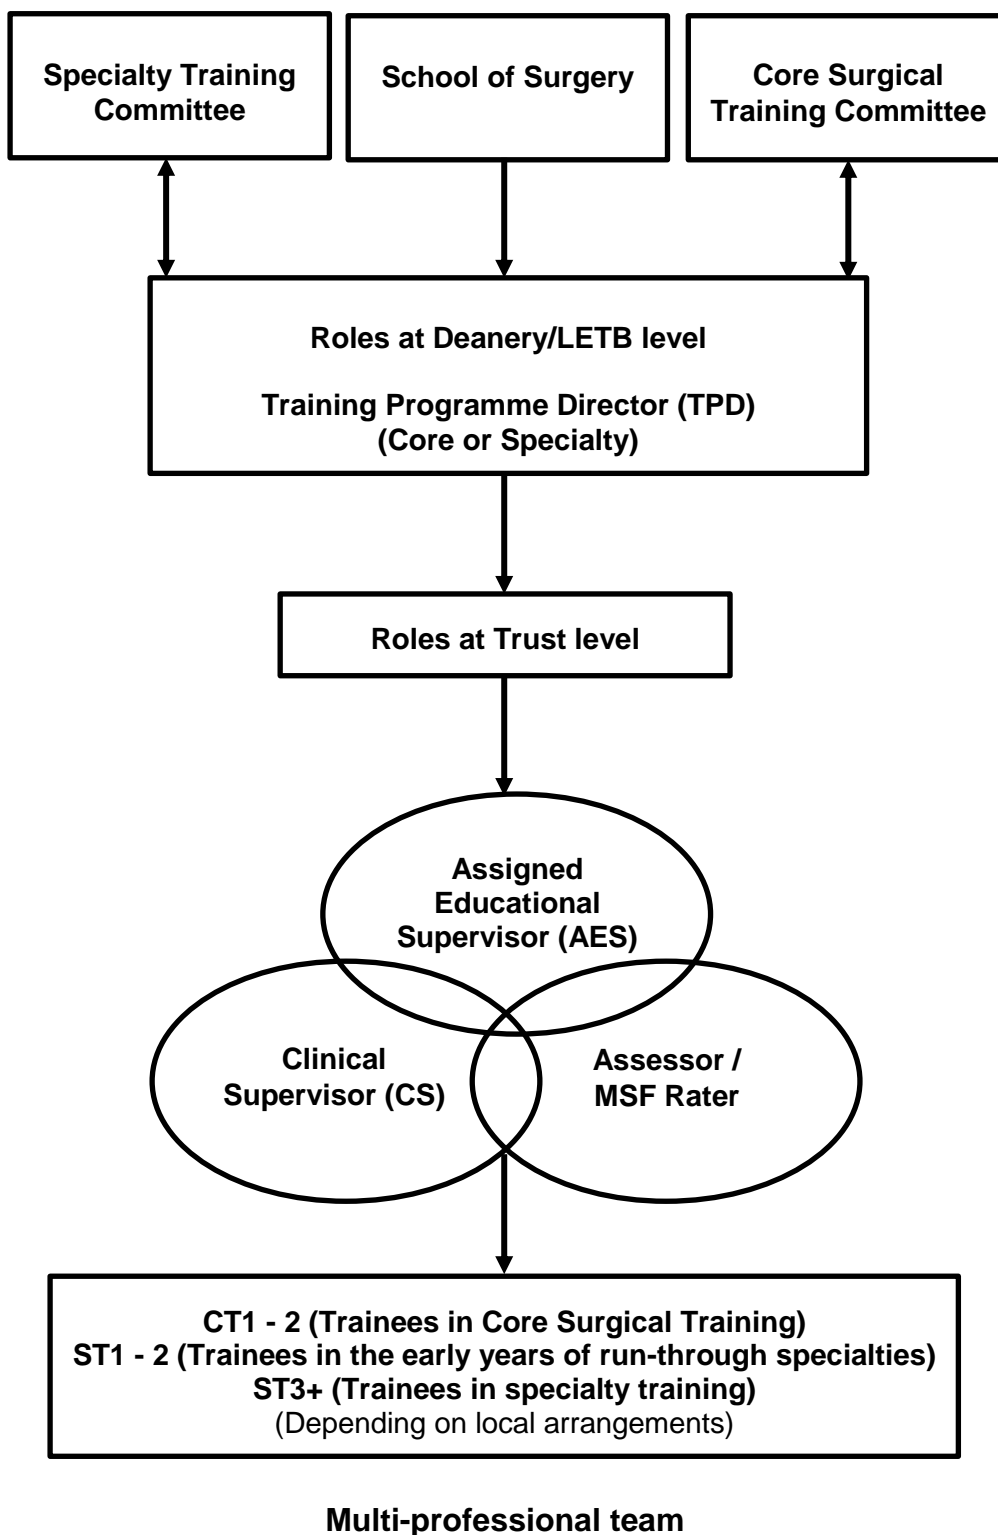 Specialty Training
Committee
School of Surgery
Core Surgical
Training Committee
Roles at Deanery/LETB level
Training Programme Director (TPD)
(Core or Specialty)
Roles at Trust level
Assigned
Educational
Supervisor (AES)
Clinical
Supervisor (CS)
Assessor /
MSF Rater
CT1 - 2 (Trainees in Core Surgical Training)
ST1 - 2 (Trainees in the early years of run-through specialties)
ST3+ (Trainees in specialty training)
(Depending on local arrangements)
Multi-professional team